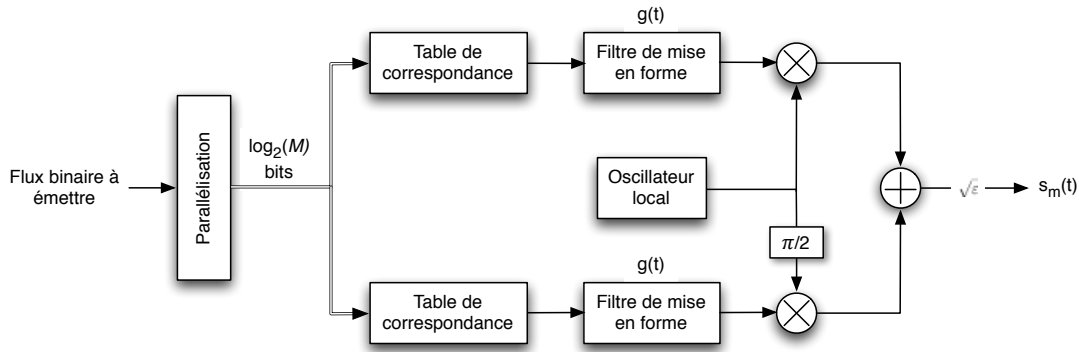 g(t)
Table de
correspondance
Filtre de mise
en forme
Parallélisation
log₂(M)
bits
Flux binaire à
émettre
Oscillateur
local
√ε
s_m(t)
π/2
g(t)
Table de
correspondance
Filtre de mise
en forme